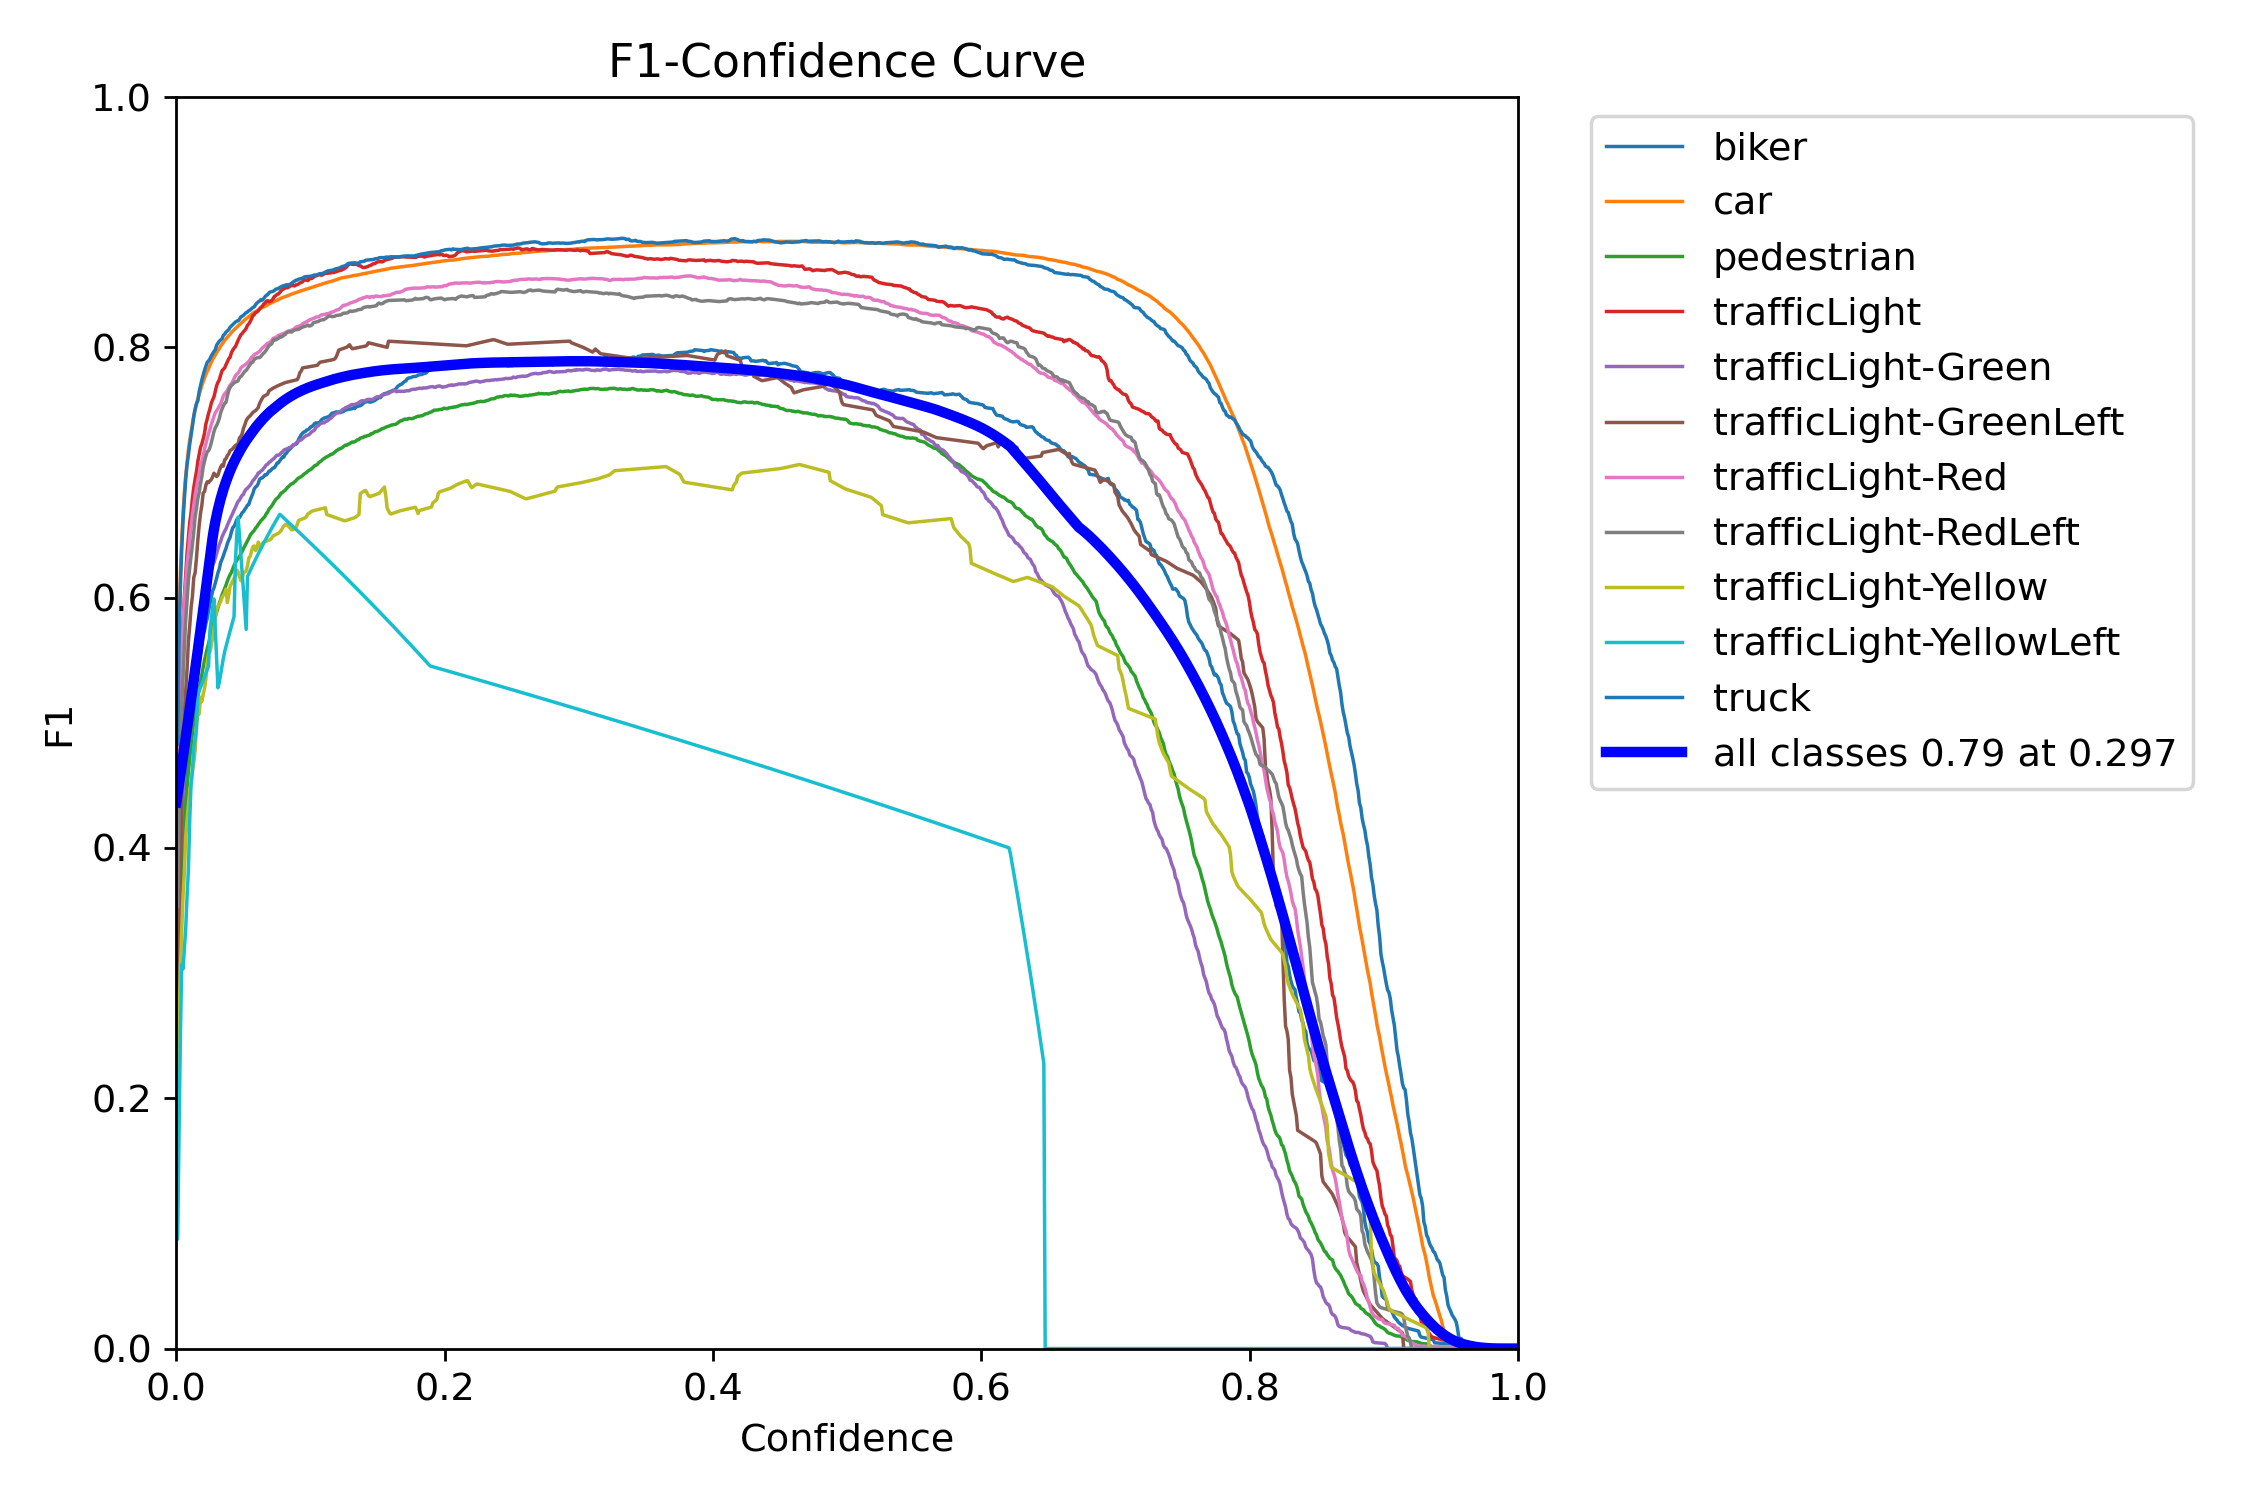 F1-Confidence Curve
1.0
0.8
0.6
0.4
0.2
0.0
F1
0.0 0.2 0.4 0.6 0.8 1.0
Confidence
biker
car
pedestrian
trafficLight
trafficLight-Green
trafficLight-GreenLeft
trafficLight-Red
trafficLight-RedLeft
trafficLight-Yellow
trafficLight-YellowLeft
truck
all classes 0.79 at 0.297